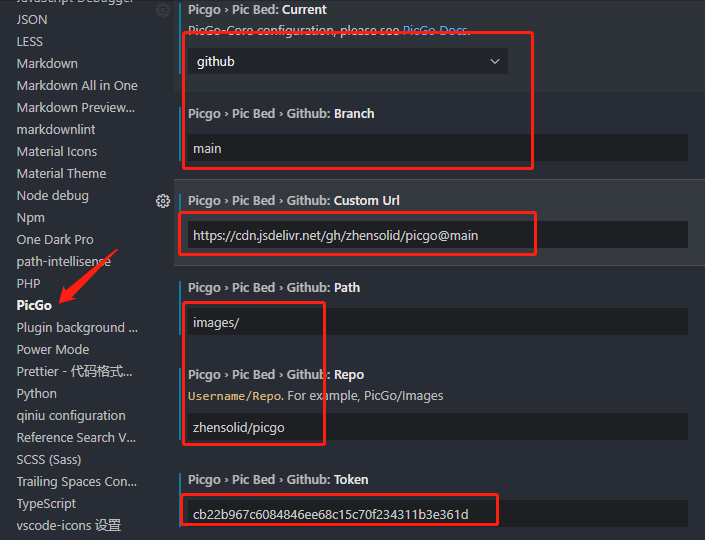 JavaScript Debugger
JSON
LESS
Markdown
Markdown All in One
Markdown Preview...
markdownlint
Material Icons
Material Theme
Node debug
Npm
One Dark Pro
path-intellisense
PHP
PicGo
Plugin background ...
Power Mode
Prettier - 代码格式...
Python
qiniu configuration
Reference Search V...
SCSS (Sass)
Trailing Spaces Con...
TypeScript
vscode-icons 设置
Picgo › Pic Bed: Current
PicGo-Core configuration, please see PicGo Docs.
github
Picgo › Pic Bed › Github: Branch
main
Picgo › Pic Bed › Github: Custom Url
https://cdn.jsdelivr.net/gh/zhensolid/picgo@main
Picgo › Pic Bed › Github: Path
images/
Picgo › Pic Bed › Github: Repo
Username/Repo. For example, PicGo/Images
zhensolid/picgo
Picgo › Pic Bed › Github: Token
cb22b967c6084846ee68c15c70f234311b3e361d